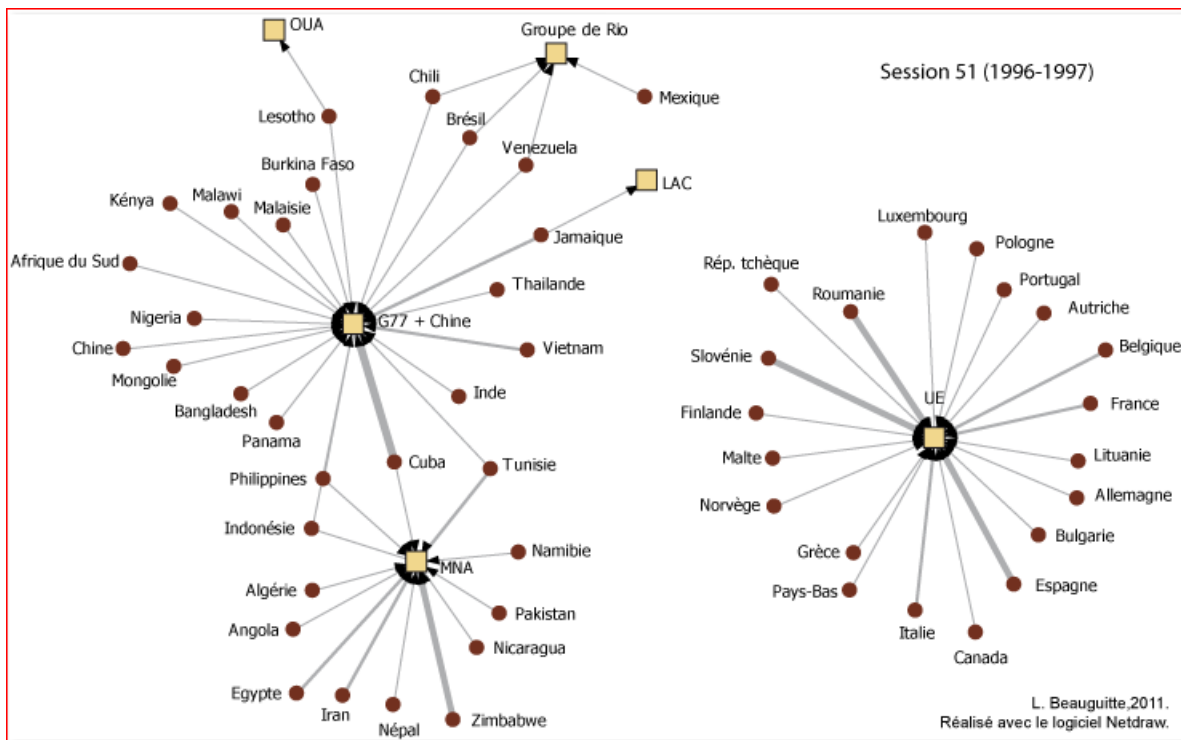 OUA
Groupe de Rio
Session 51 (1996-1997)
Chili
Mexique
Lesotho
Brésil
Venezuela
Burkina Faso
LAC
Kénya
Malawi
Malaisie
Jamaique
Afrique du Sud
Thailande
Nigeria
G77 + Chine
Chine
Vietnam
Mongolie
Bangladesh
Inde
Panama
Cuba
Tunisie
Philippines
Indonésie
Namibie
MNA
Algérie
Pakistan
Angola
Nicaragua
Egypte
Iran
Népal
Zimbabwe
Luxembourg
Pologne
Rép. tchèque
Portugal
Roumanie
Autriche
Slovénie
Belgique
UE
Finlande
France
Malte
Lituanie
Norvège
Allemagne
Bulgarie
Grèce
Pays-Bas
Espagne
Italie
Canada
L. Beauguitte,2011.
Réalisé avec le logiciel Netdraw.